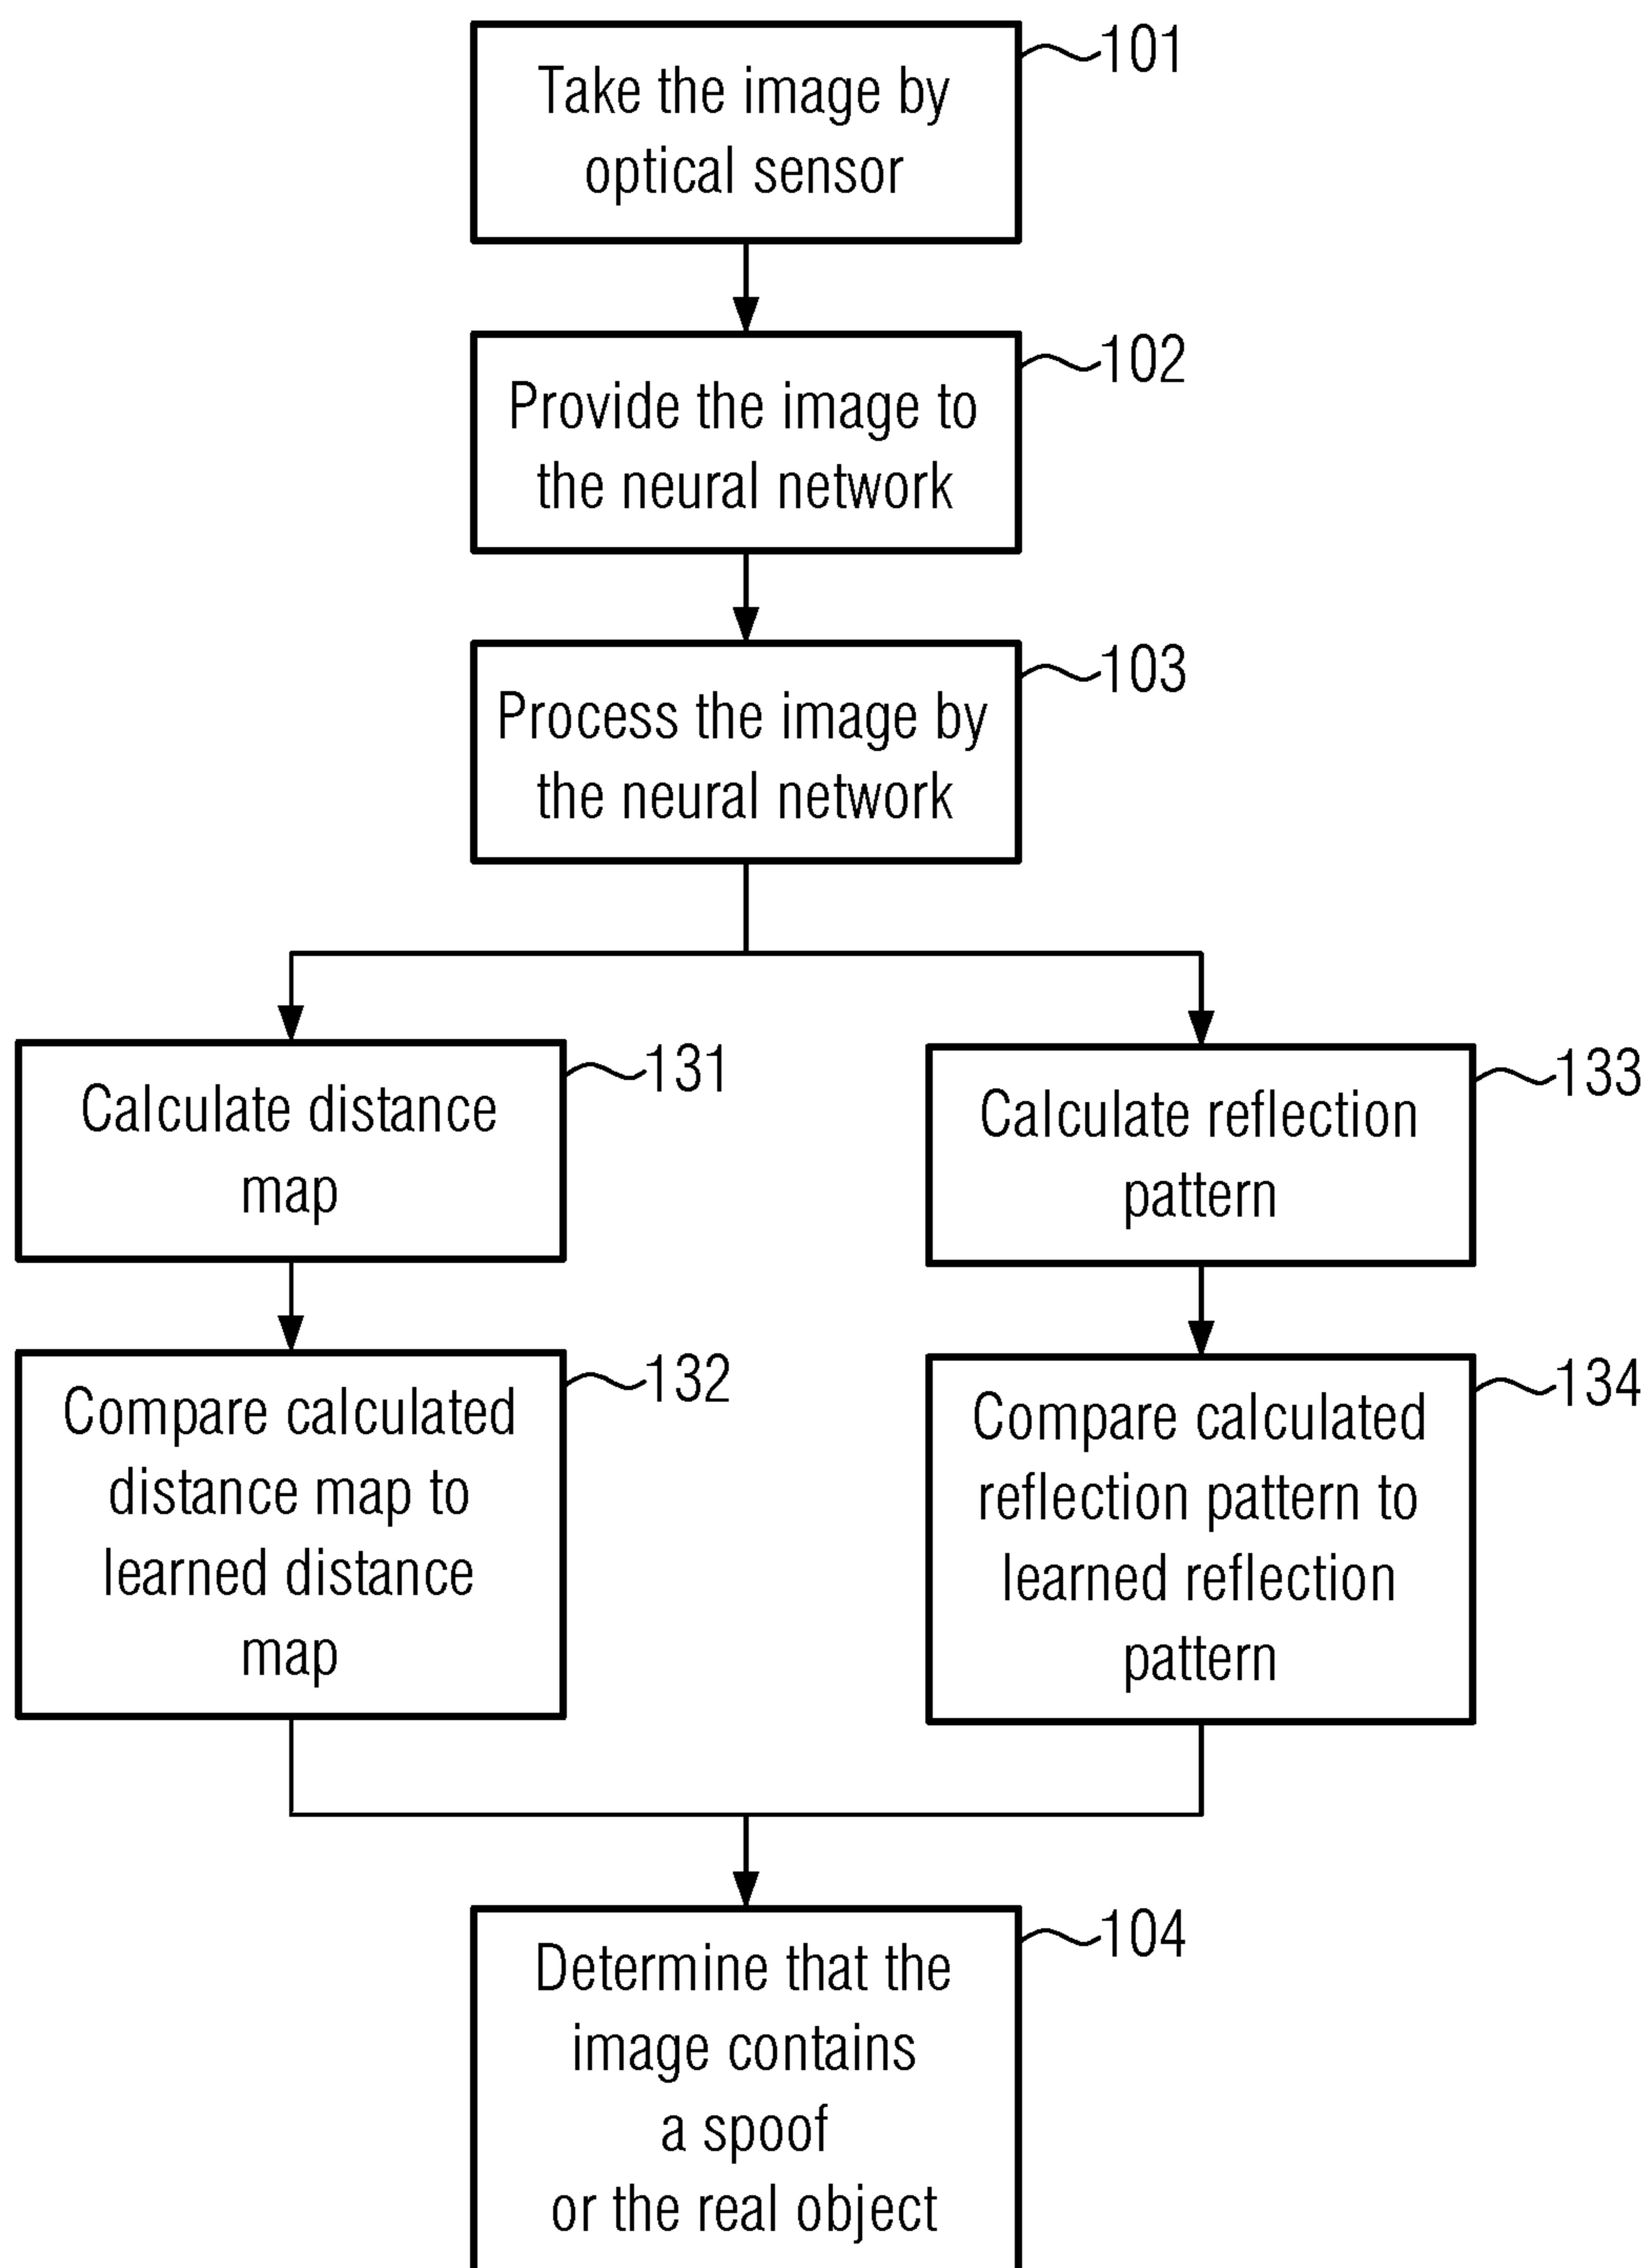 101
Take the image by
optical sensor
102
Provide the image to
the neural network
103
Process the image by
the neural network
131
Calculate distance
map
133
Calculate reflection
pattern
132
Compare calculated
distance map to
learned distance
map
134
Compare calculated
reflection pattern to
learned reflection
pattern
104
Determine that the
image contains
a spoof
or the real object